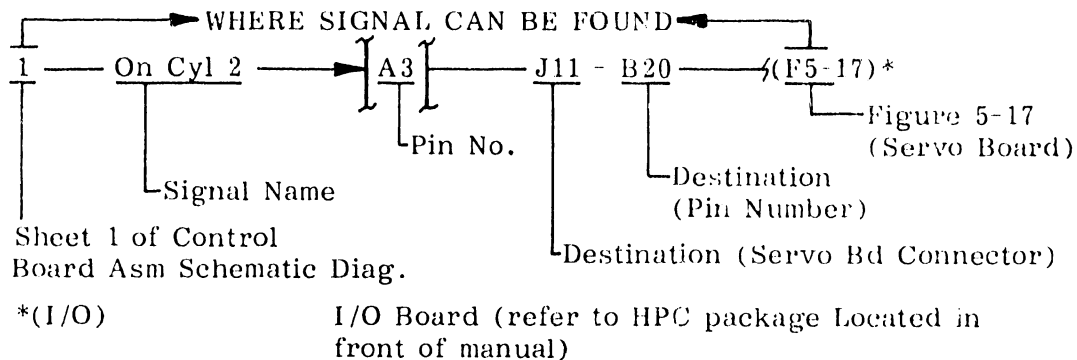 WHERE SIGNAL CAN BE FOUND
1 On Cyl 2 A3 J11 - B20 (F5-17)*
Figure 5-17
(Servo Board)
Pin No.
Destination
(Pin Number)
Signal Name
Sheet 1 of Control
Board Asm Schematic Diag.
Destination (Servo Bd Connector)
*(I/O) I/O Board (refer to HPC package Located in
front of manual)